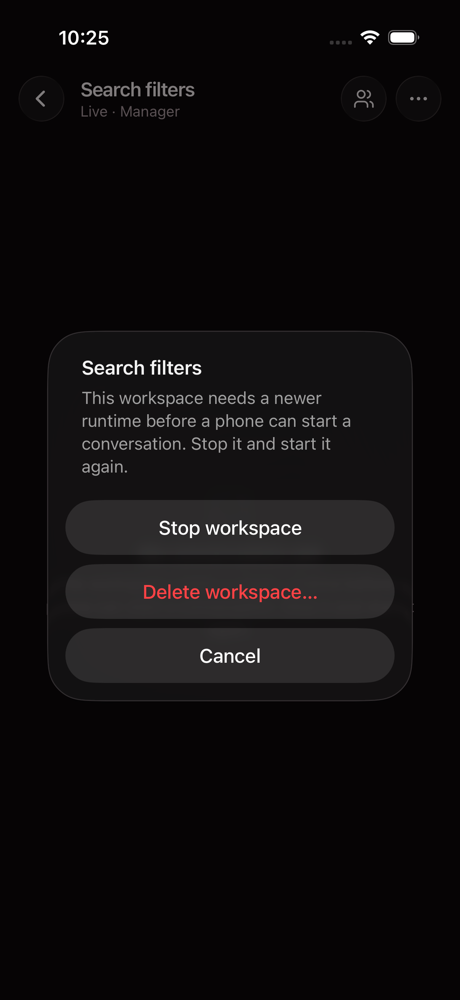 10:25
Search filters
Live · Manager
Search filters
This workspace needs a newer
runtime before a phone can start a
conversation. Stop it and start it
again.
Stop workspace
Delete workspace...
Cancel